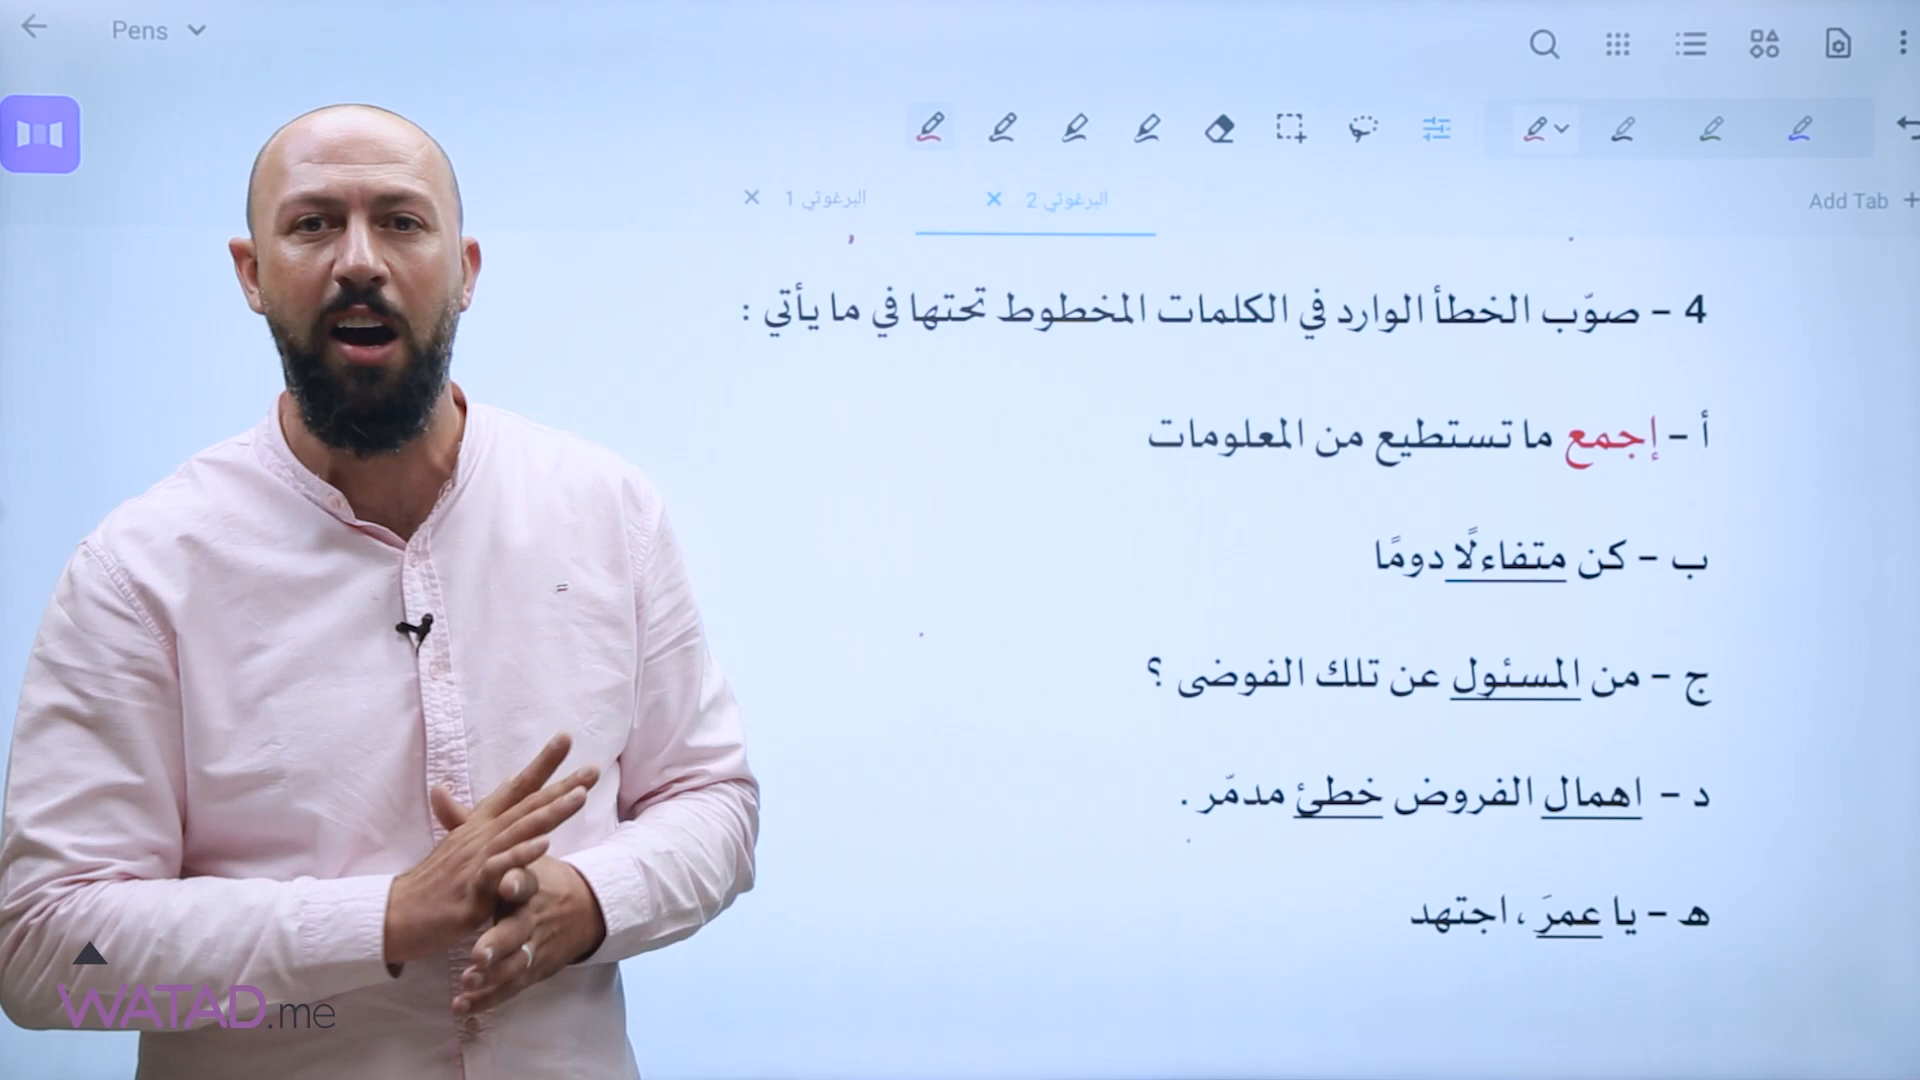 Pens
البرغوثي 1
البرغوثي 2
Add Tab
4 – صوّب الخطأ الوارد في الكلمات المخطوط تحتها في ما يأتي :
أ – إجمع ما تستطيع من المعلومات
ب – كن متفاءلًا دومًا
ج – من المسئول عن تلك الفوضى ؟
د – اهمال الفروض خطئ مدمّر .
ه – يا عمرَ ، اجتهد
WATAD.me